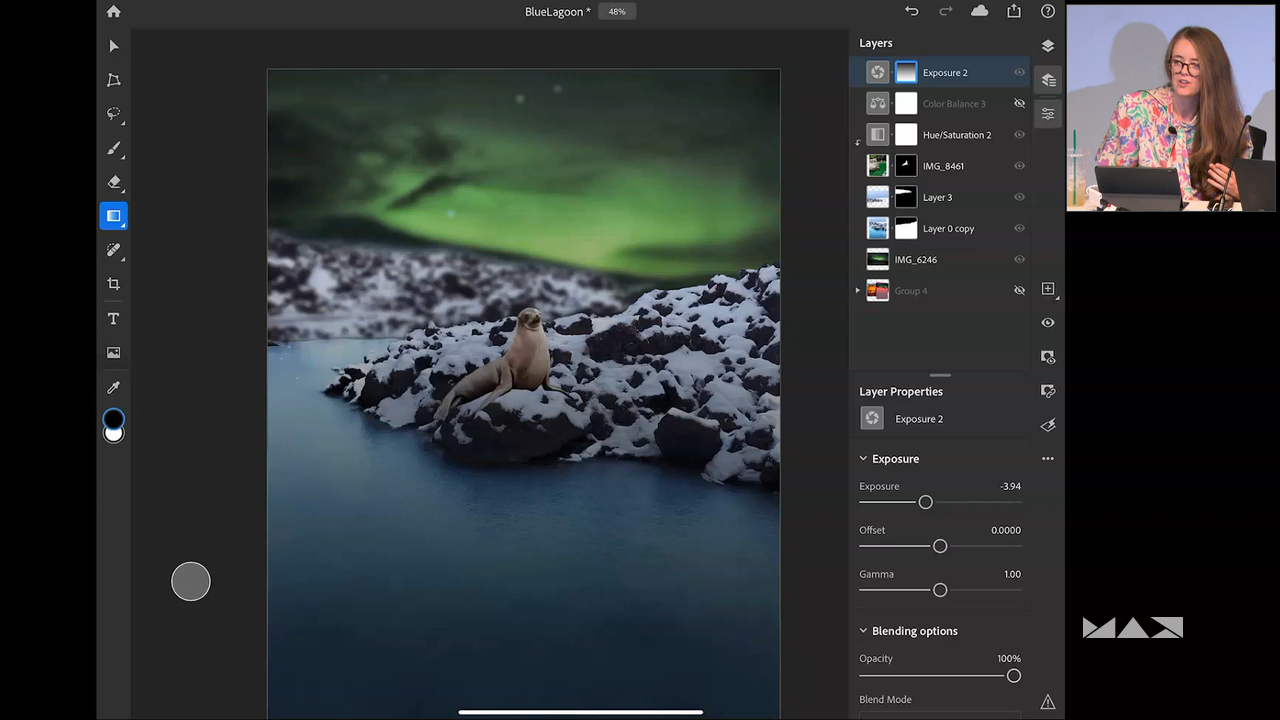 BlueLagoon *
48%
Layers
Exposure 2
Color Balance 3
Hue/Saturation 2
IMG_8461
Layer 3
Layer 0 copy
IMG_6246
Group 4
Layer Properties
Exposure 2
Exposure
Exposure -3.94
Offset 0.0000
Gamma 1.00
Blending options
Opacity 100%
Blend Mode
MAX